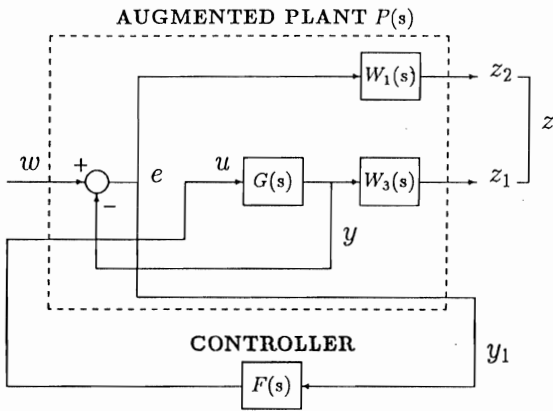 AUGMENTED PLANT P(s)
W₁(s)
z₂
z
w
+
−
e
u
G(s)
W₃(s)
z₁
y
CONTROLLER
y₁
F(s)